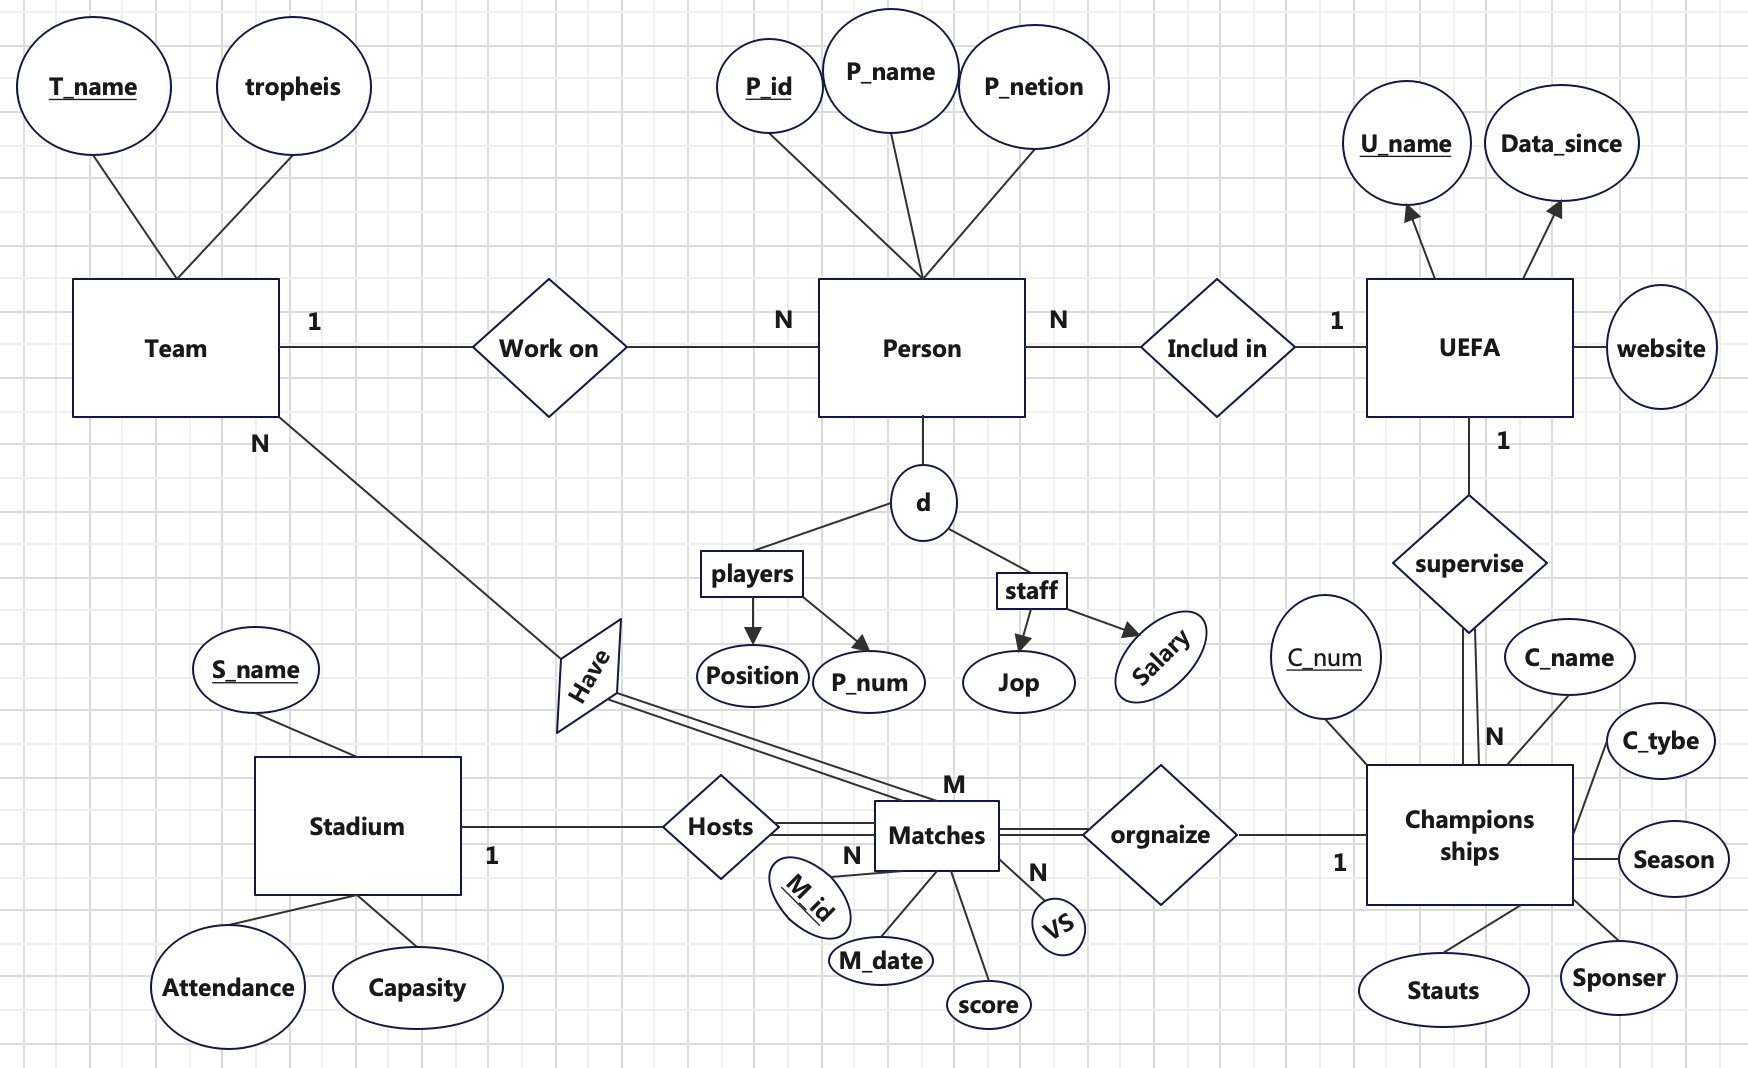 T_name
tropheis
P_id
P_name
P_netion
U_name
Data_since
Team
1
Work on
N
Person
N
Includ in
1
UEFA
website
N
1
d
players
staff
supervise
Position
P_num
Jop
Salary
S_name
Have
C_num
C_name
C_tybe
N
M
Stadium
1
Hosts
N
Matches
N
orgnaize
1
Champions
ships
Season
M_id
M_date
score
VS
Attendance
Capasity
Stauts
Sponser